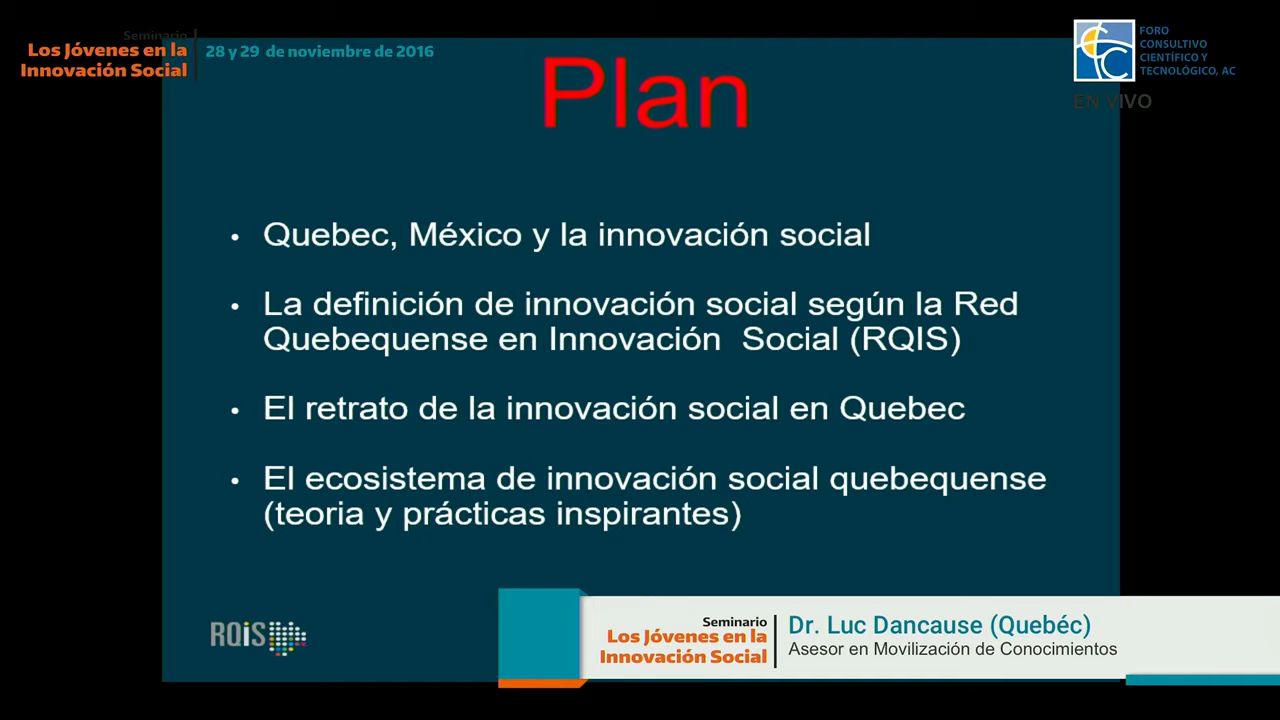 Seminario
Los Jóvenes en la
Innovación Social
28 y 29 de noviembre de 2016
FORO
CONSULTIVO
CIENTÍFICO Y
TECNOLÓGICO, AC
EN VIVO
Plan
• Quebec, México y la innovación social
• La definición de innovación social según la Red
Quebequense en Innovación Social (RQIS)
• El retrato de la innovación social en Quebec
• El ecosistema de innovación social quebequense
(teoria y prácticas inspirantes)
RQiS
Seminario
Los Jóvenes en la
Innovación Social
Dr. Luc Dancause (Quebéc)
Asesor en Movilización de Conocimientos